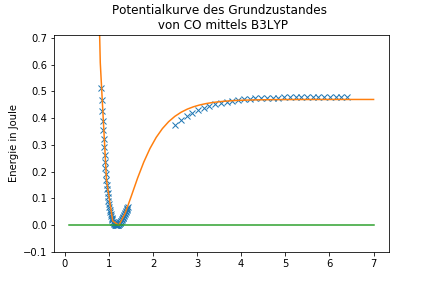 Potentialkurve des Grundzustandes
von CO mittels B3LYP
Energie in Joule
0.7
0.6
0.5
0.4
0.3
0.2
0.1
0.0
−0.1
0 1 2 3 4 5 6 7